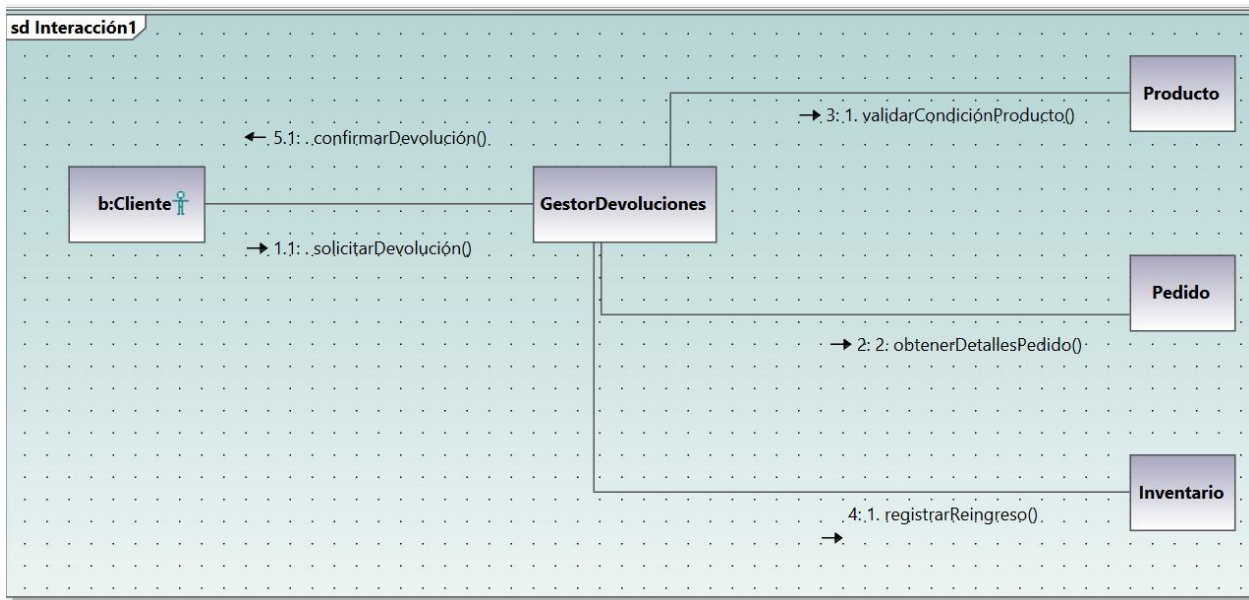 sd Interacción1
Producto
→ 3: 1. validarCondiciónProducto()
← 5.1: . confirmarDevolución()
b:Cliente
GestorDevoluciones
→ 1.1: . solicitarDevolución()
Pedido
→ 2: 2: obtenerDetallesPedido()
Inventario
4: 1. registrarReingreso()
→